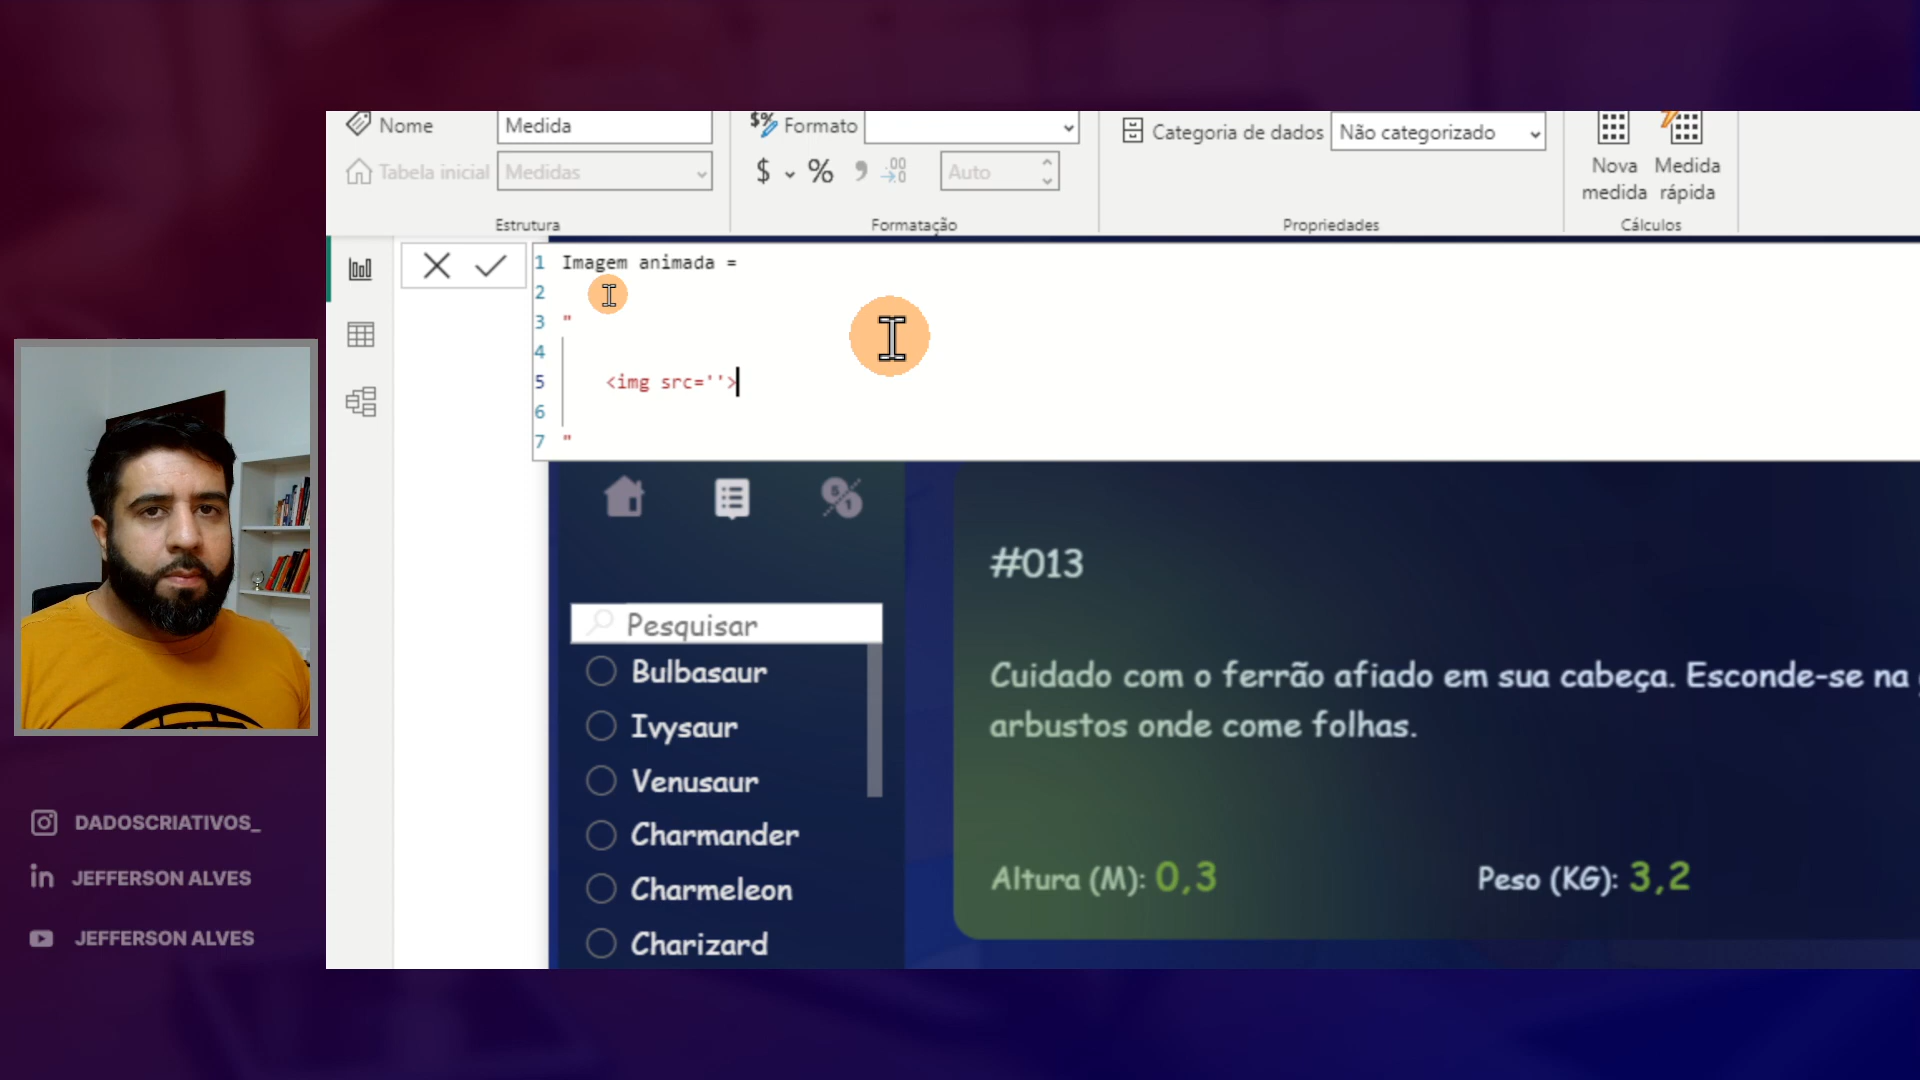 Nome
Medida
Formato
Categoria de dados
Não categorizado
Tabela inicial
Medidas
$ %
Auto
Nova medida
Medida rápida
Estrutura
Formatação
Propriedades
Cálculos
1 Imagem animada =
2
3 "
4
5 <img src=''>
6
7 "
#013
Pesquisar
Bulbasaur
Ivysaur
Venusaur
Charmander
Charmeleon
Charizard
Cuidado com o ferrão afiado em sua cabeça. Esconde-se na
arbustos onde come folhas.
Altura (M): 0,3
Peso (KG): 3,2
DADOSCRIATIVOS_
JEFFERSON ALVES
JEFFERSON ALVES